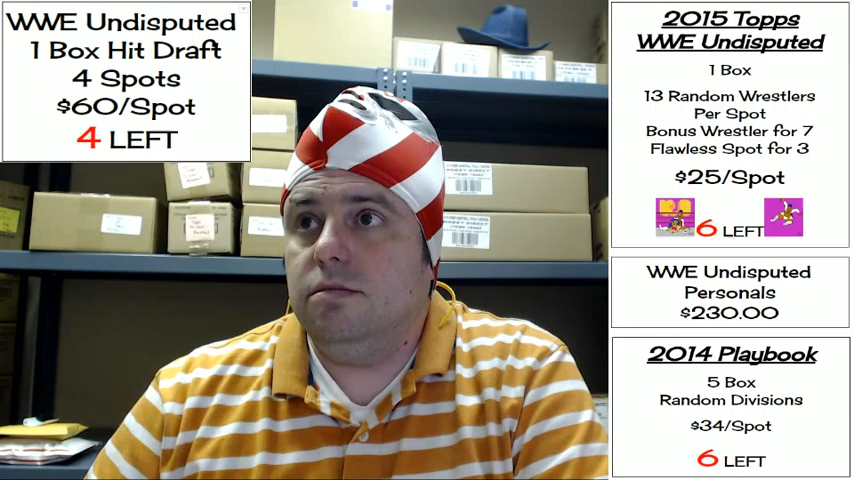 WWE Undisputed
1 Box Hit Draft
4 Spots
$60/Spot
4 LEFT
2015 Topps
WWE Undisputed
1 Box
13 Random Wrestlers
Per Spot
Bonus Wrestler for 7
Flawless Spot for 3
$25/Spot
6 LEFT
WWE Undisputed
Personals
$230.00
2014 Playbook
5 Box
Random Divisions
$34/Spot
6 LEFT